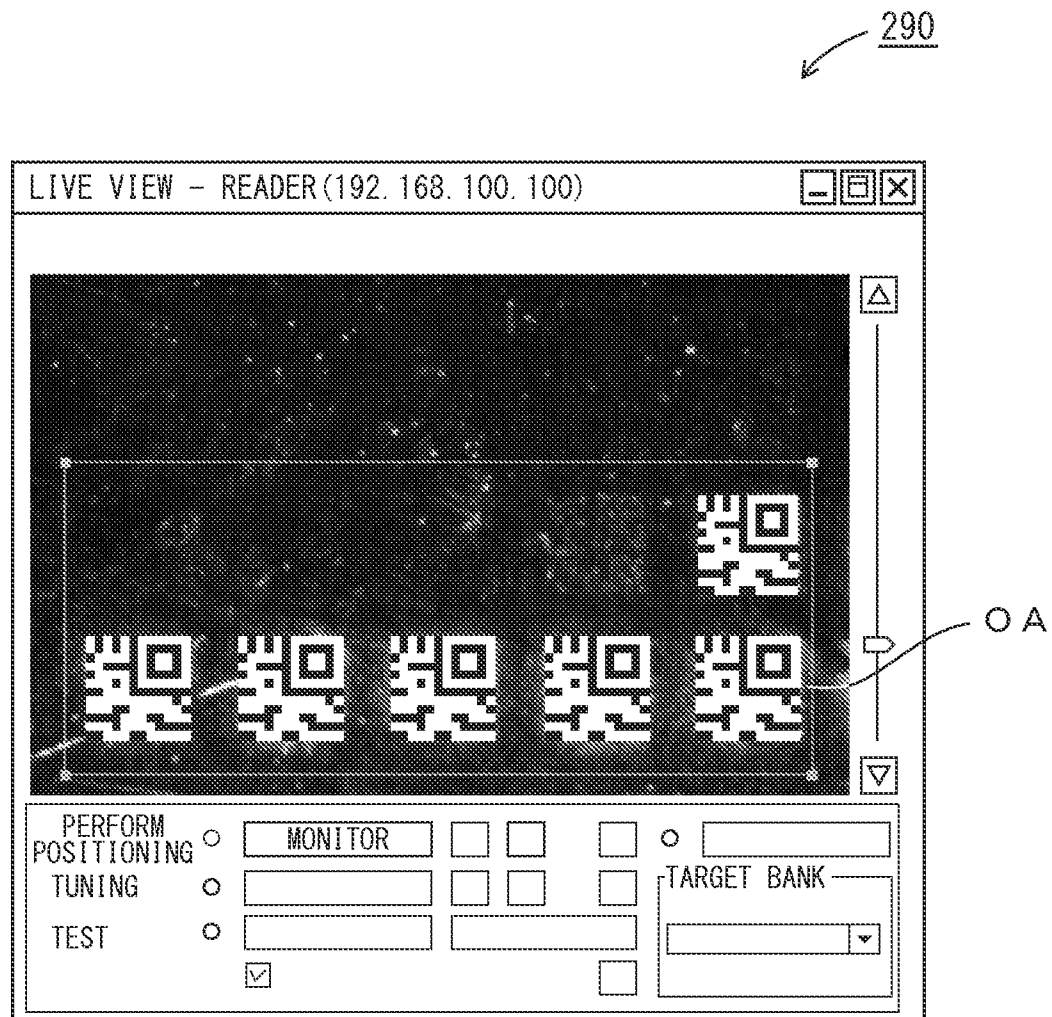 290
LIVE VIEW - READER(192.168.100.100)
OA
PERFORM
POSITIONING
MONITOR
TUNING
TARGET BANK
TEST